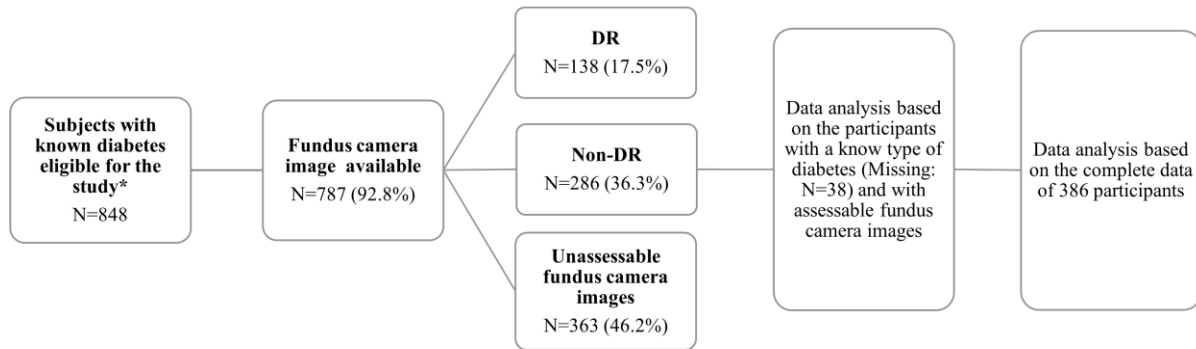 Subjects with
known diabetes
eligible for the
study*
N=848
Fundus camera
image available
N=787 (92.8%)
DR
N=138 (17.5%)
Non-DR
N=286 (36.3%)
Unassessable
fundus camera
images
N=363 (46.2%)
Data analysis based
on the participants
with a know type of
diabetes (Missing:
N=38) and with
assessable fundus
camera images
Data analysis based
on the complete data
of 386 participants